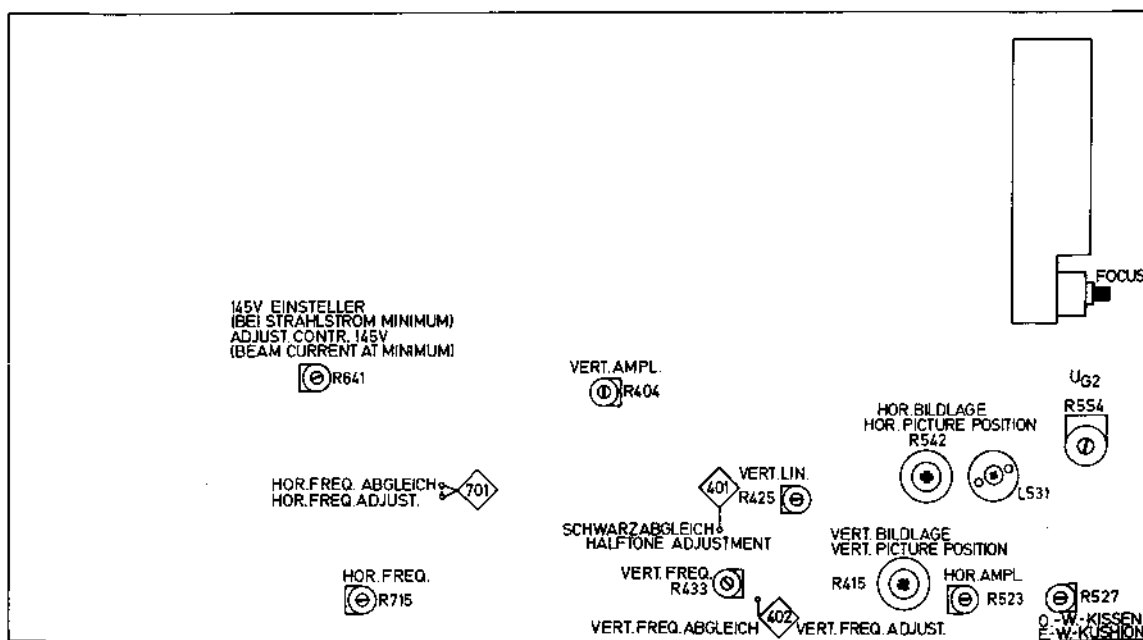 FOCUS
145V EINSTELLER
(BEI STRAHLSTROM MINIMUM)
ADJUST. CONTR. 145V
(BEAM CURRENT AT MINIMUM)
R641
VERT. AMPL.
R404
UG2
R554
HOR. BILDLAGE
HOR. PICTURE POSITION
R542
L531
HOR. FREQ. ABGLEICH
HOR. FREQ. ADJUST.
701
401
VERT. LIN.
R425
SCHWARZABGLEICH
HALFTONE ADJUSTMENT
VERT. BILDLAGE
VERT. PICTURE POSITION
R415
HOR. FREQ.
R715
VERT. FREQ.
R433
HOR. AMPL
R523
R527
O.-W.-KISSEN
E-W.-KUSHION
VERT. FREQ. ABGLEICH
402
VERT. FREQ. ADJUST.